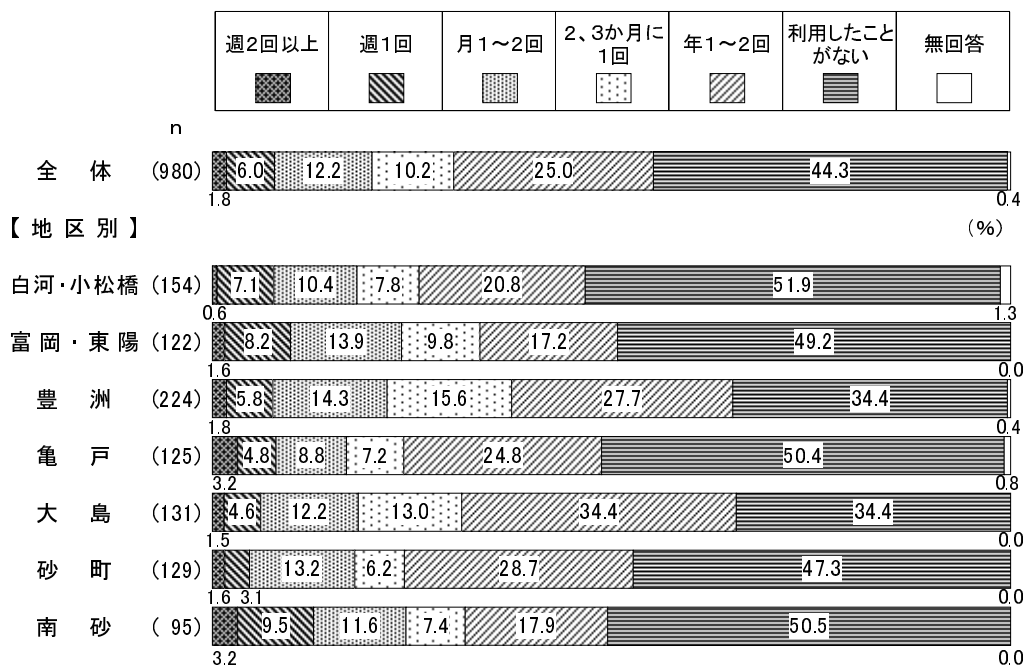 週2回以上 週1回 月1～2回 2、3か月に1回 年1～2回 利用したことがない 無回答
n
全体 (980) 6.0 12.2 10.2 25.0 44.3
1.8 0.4
【地区別】 (%)
白河・小松橋 (154) 7.1 10.4 7.8 20.8 51.9
0.6 1.3
富岡・東陽 (122) 8.2 13.9 9.8 17.2 49.2
1.6 0.0
豊洲 (224) 5.8 14.3 15.6 27.7 34.4
1.8 0.4
亀戸 (125) 4.8 8.8 7.2 24.8 50.4
3.2 0.8
大島 (131) 4.6 12.2 13.0 34.4 34.4
1.5 0.0
砂町 (129) 13.2 6.2 28.7 47.3
1.6 3.1 0.0
南砂 ( 95) 9.5 11.6 7.4 17.9 50.5
3.2 0.0